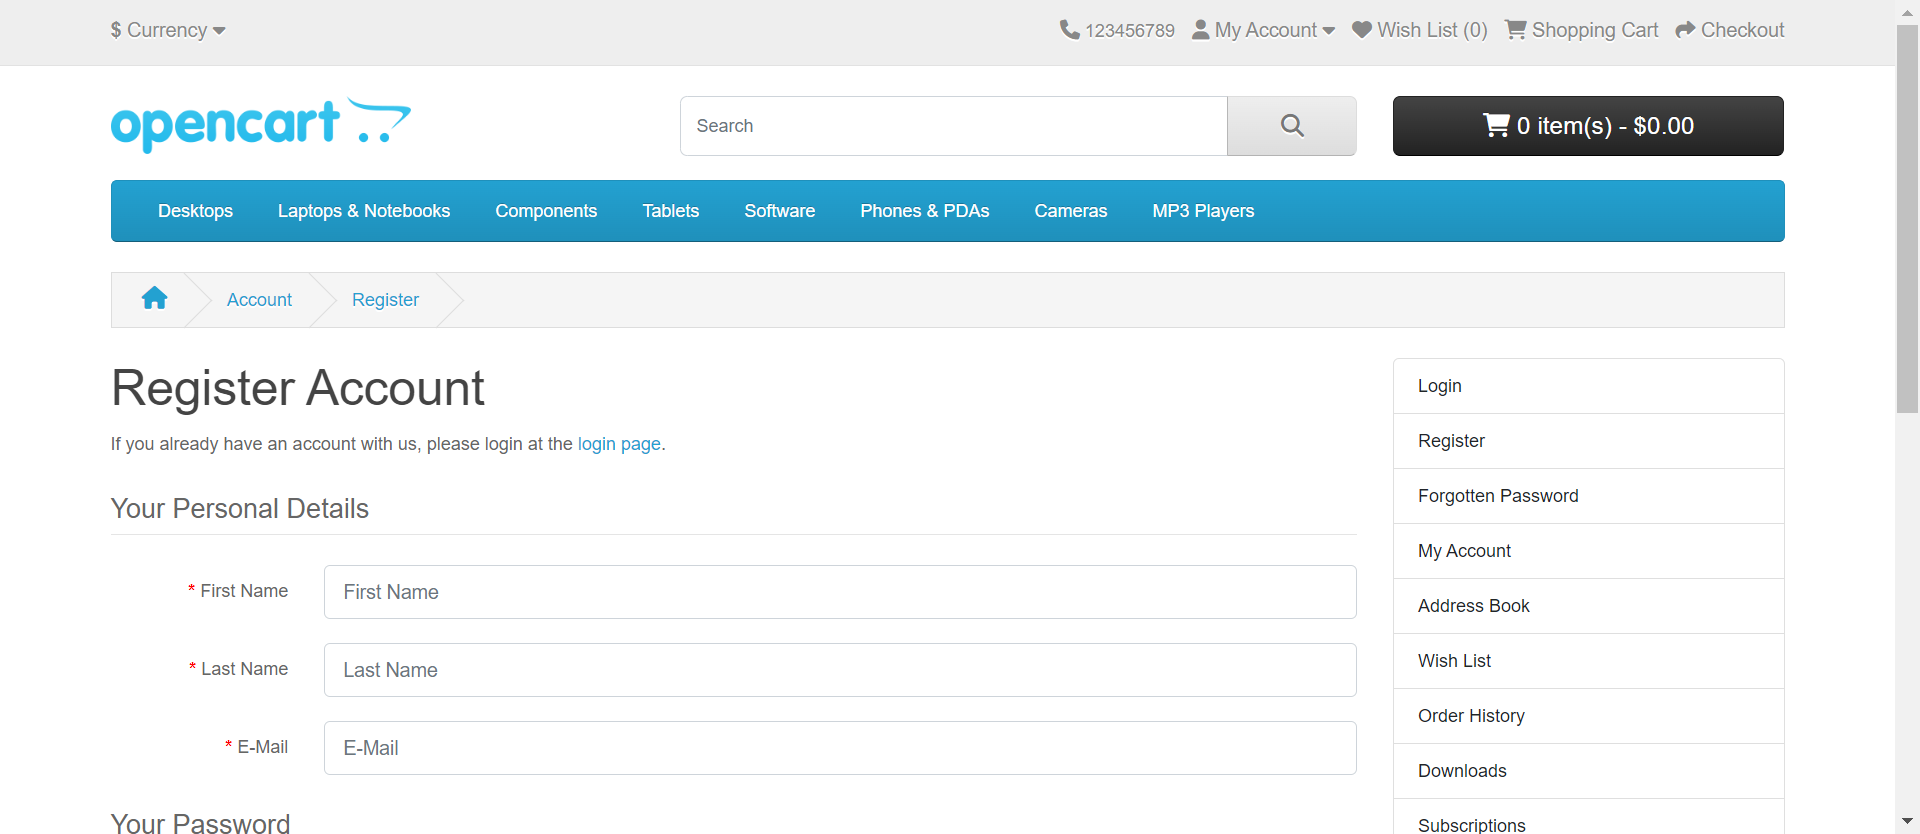 $ Currency
123456789 My Account Wish List (0) Shopping Cart Checkout
opencart
Search
0 item(s) - $0.00
Desktops Laptops & Notebooks Components Tablets Software Phones & PDAs Cameras MP3 Players
Account Register
Register Account
If you already have an account with us, please login at the login page.
Your Personal Details
* First Name
First Name
* Last Name
Last Name
* E-Mail
E-Mail
Your Password
Login
Register
Forgotten Password
My Account
Address Book
Wish List
Order History
Downloads
Subscriptions